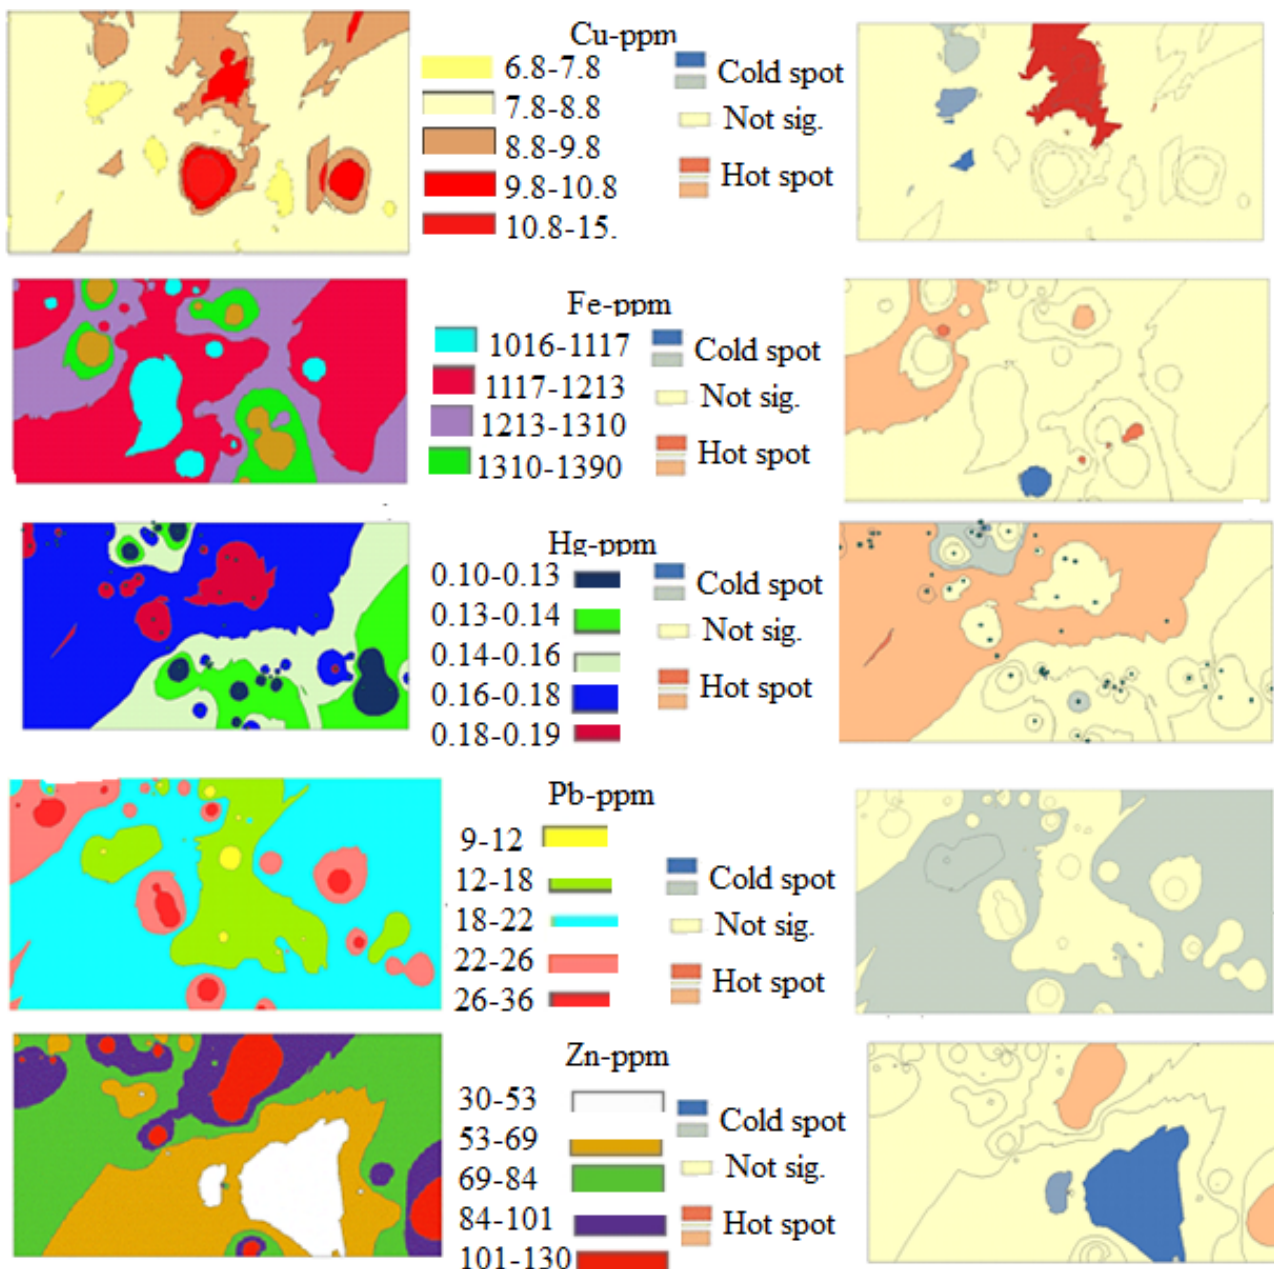 Cu-ppm
6.8-7.8
7.8-8.8
8.8-9.8
9.8-10.8
10.8-15.
Cold spot
Not sig.
Hot spot
Fe-ppm
1016-1117
1117-1213
1213-1310
1310-1390
Cold spot
Not sig.
Hot spot
Hg-ppm
0.10-0.13
0.13-0.14
0.14-0.16
0.16-0.18
0.18-0.19
Cold spot
Not sig.
Hot spot
Pb-ppm
9-12
12-18
18-22
22-26
26-36
Cold spot
Not sig.
Hot spot
Zn-ppm
30-53
53-69
69-84
84-101
101-130
Cold spot
Not sig.
Hot spot